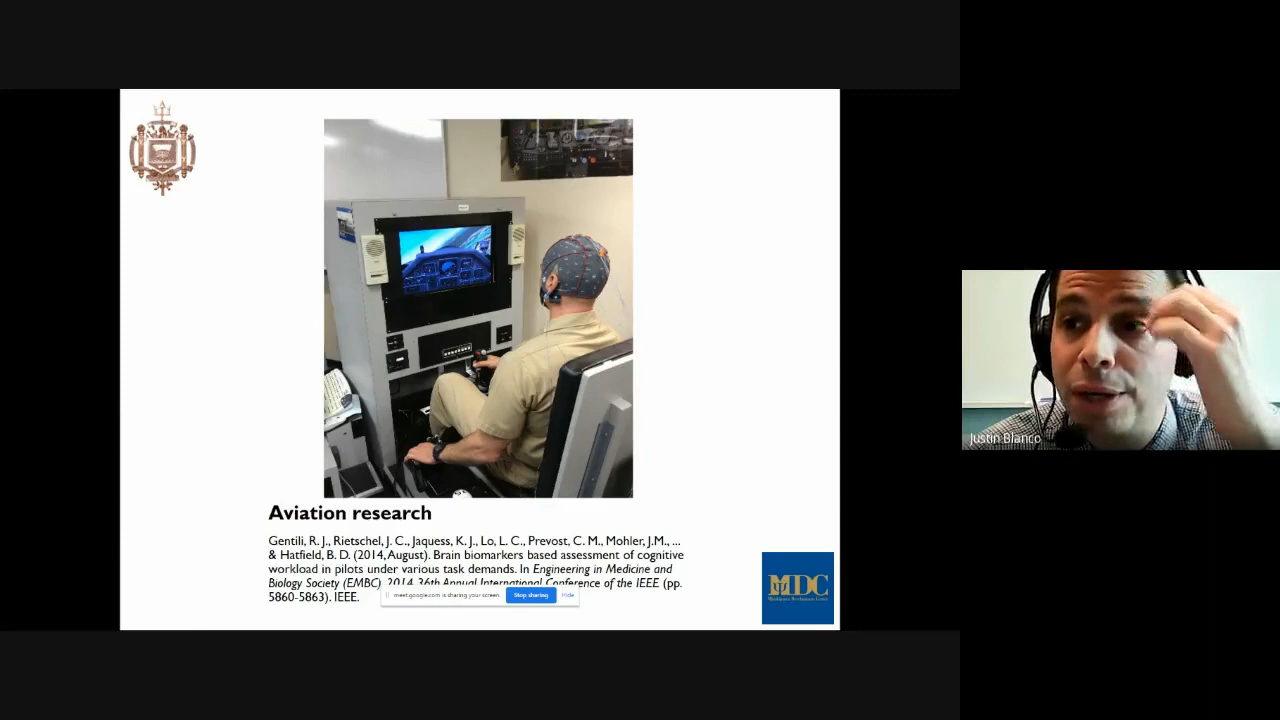 Aviation research
Gentili, R. J., Rietschel, J. C., Jaquess, K. J., Lo, L. C., Prevost, C. M., Mohler, J.M., ...
& Hatfield, B. D. (2014, August). Brain biomarkers based assessment of cognitive
workload in pilots under various task demands. In Engineering in Medicine and
Biology Society (EMBC), 2014 36th Annual International Conference of the IEEE (pp.
5860-5863). IEEE.
meet.google.com is sharing your screen. Stop sharing Hide
MDC
Justin Blanco